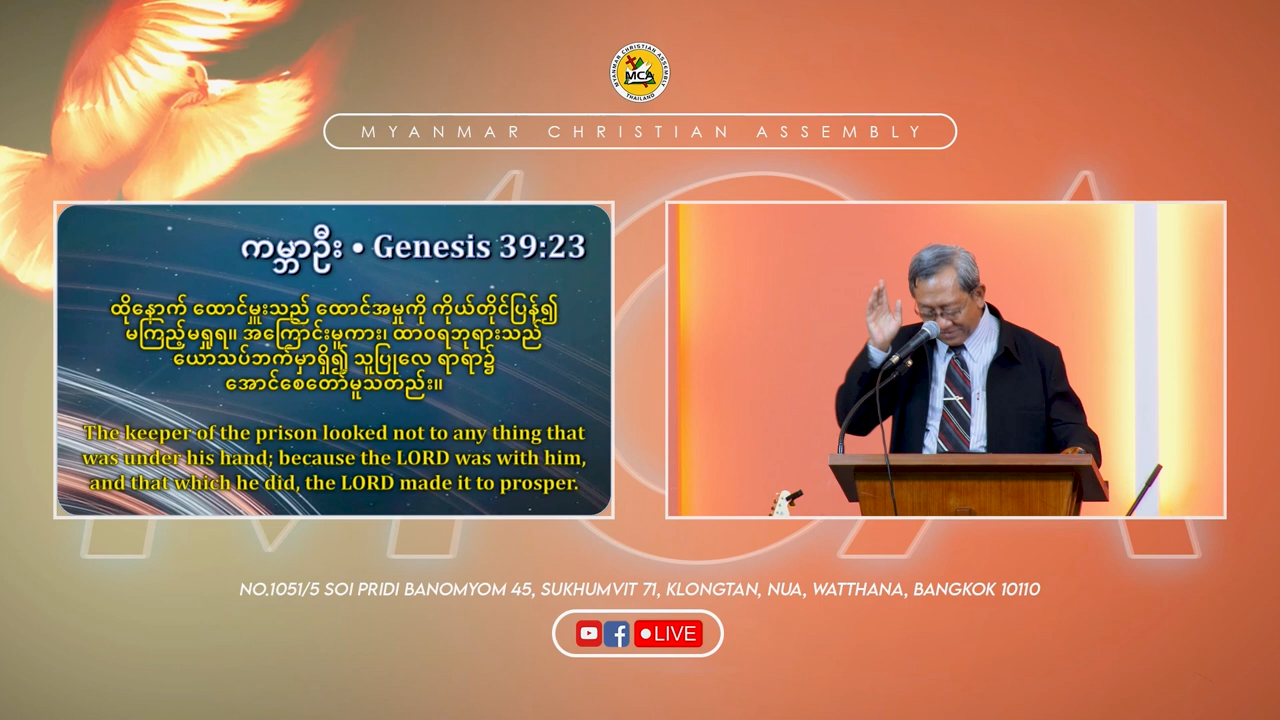 MYANMAR CHRISTIAN ASSEMBLY
MCA
THAILAND
MYANMAR CHRISTIAN ASSEMBLY
MCA
ကမ္ဘာဦး • Genesis 39:23
ထိုနောက် ထောင်မှူးသည် ထောင်အမှုကို ကိုယ်တိုင်ပြန်၍
မကြည့်မရှုရ။ အကြောင်းမူကား၊ ထာဝရဘုရားသည်
ယောသပ်ဘက်မှာရှိ၍ သူပြုလေ ရာရာ၌
အောင်စေတော်မူသတည်း။
The keeper of the prison looked not to any thing that
was under his hand; because the LORD was with him,
and that which he did, the LORD made it to prosper.
NO.1051/5 SOI PRIDI BANOMYOM 45, SUKHUMVIT 71, KLONGTAN, NUA, WATTHANA, BANGKOK 10110
LIVE